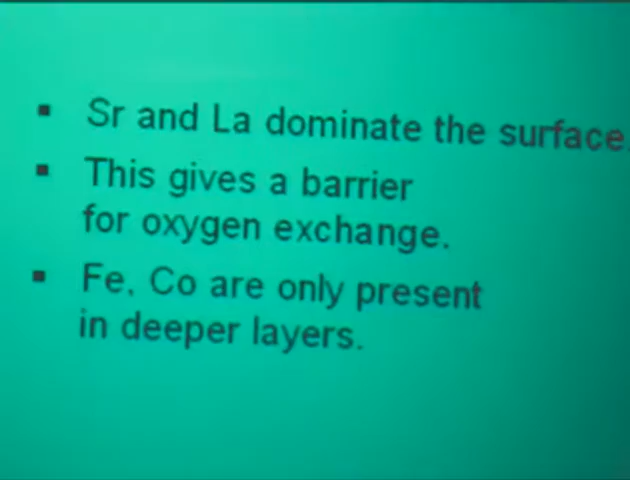 ▪ Sr and La dominate the surface.
▪ This gives a barrier
for oxygen exchange.
▪ Fe, Co are only present
in deeper layers.